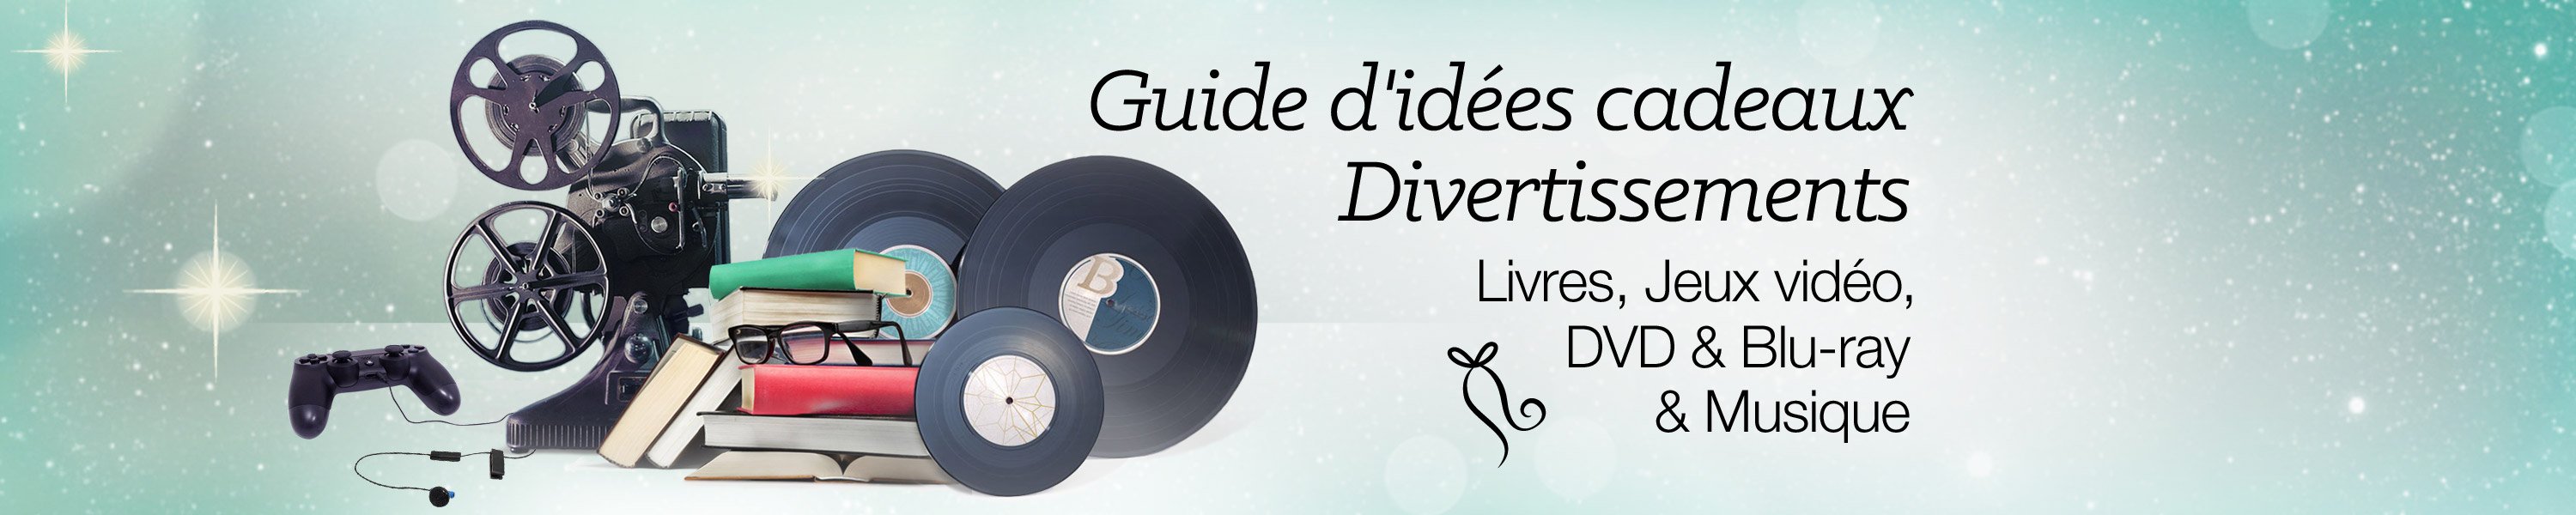 Guide d'idées cadeaux
Divertissements
Livres, Jeux vidéo,
DVD & Blu-ray
& Musique
B